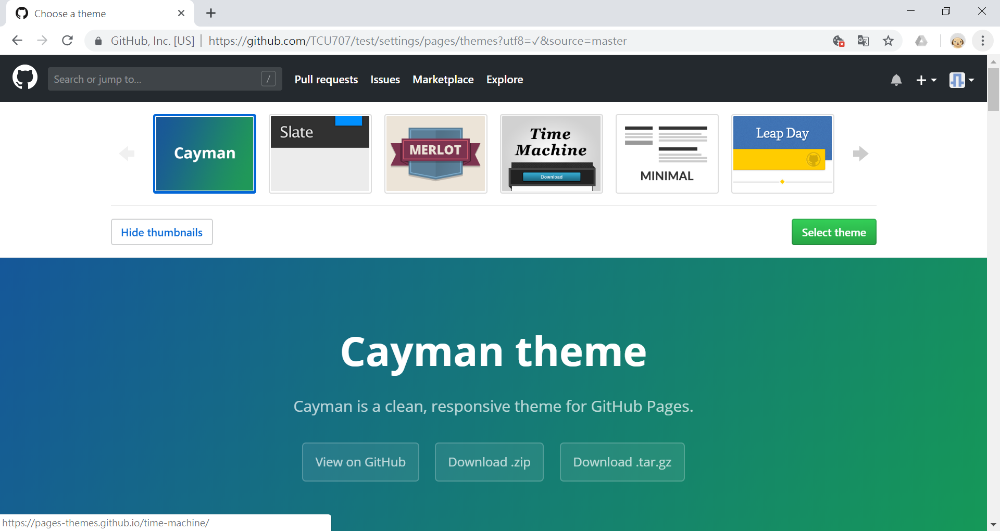 Choose a theme
GitHub, Inc. [US] | https://github.com/TCU707/test/settings/pages/themes?utf8=✓&source=master
Search or jump to... /
Pull requests Issues Marketplace Explore
Cayman
Slate
MERLOT
Time
Machine
Download
MINIMAL
Leap Day
Hide thumbnails
Select theme
Cayman theme
Cayman is a clean, responsive theme for GitHub Pages.
View on GitHub
Download .zip
Download .tar.gz
https://pages-themes.github.io/time-machine/